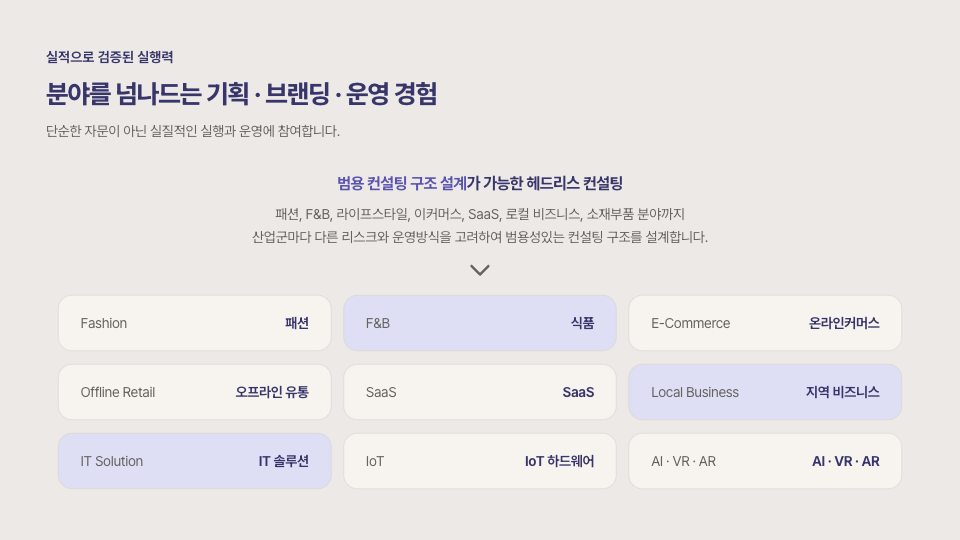 실적으로 검증된 실행력
분야를 넘나드는 기획 · 브랜딩 · 운영 경험
단순한 자문이 아닌 실질적인 실행과 운영에 참여합니다.
범용 컨설팅 구조 설계가 가능한 헤드리스 컨설팅
패션, F&B, 라이프스타일, 이커머스, SaaS, 로컬 비즈니스, 소재부품 분야까지
산업군마다 다른 리스크와 운영방식을 고려하여 범용성있는 컨설팅 구조를 설계합니다.
Fashion 패션
F&B 식품
E-Commerce 온라인커머스
Offline Retail 오프라인 유통
SaaS SaaS
Local Business 지역 비즈니스
IT Solution IT 솔루션
IoT IoT 하드웨어
AI · VR · AR AI · VR · AR